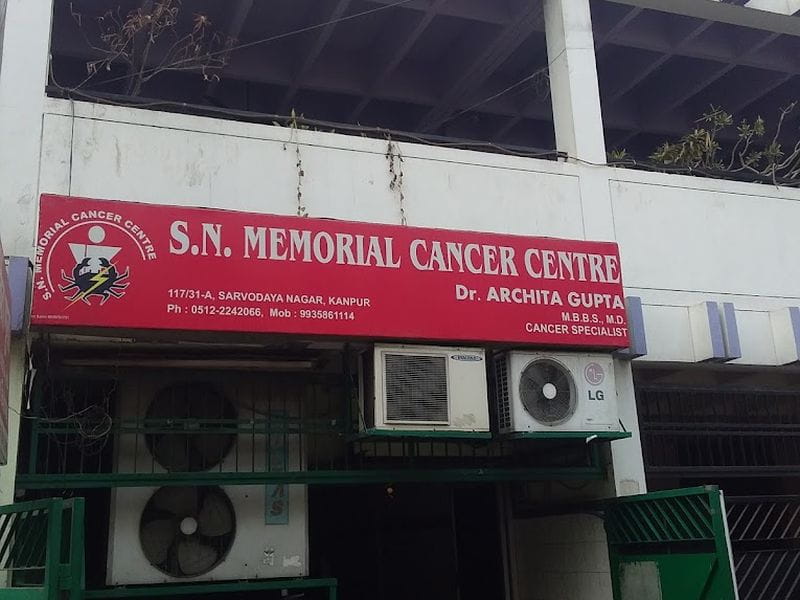 S.N. MEMORIAL CANCER CENTRE
S.N. MEMORIAL CANCER CENTRE
Dr. ARCHITA GUPTA
M.B.B.S., M.D.
CANCER SPECIALIST
117/31-A, SARVODAYA NAGAR, KANPUR
Ph : 0512-2242066, Mob : 9935861114
LG